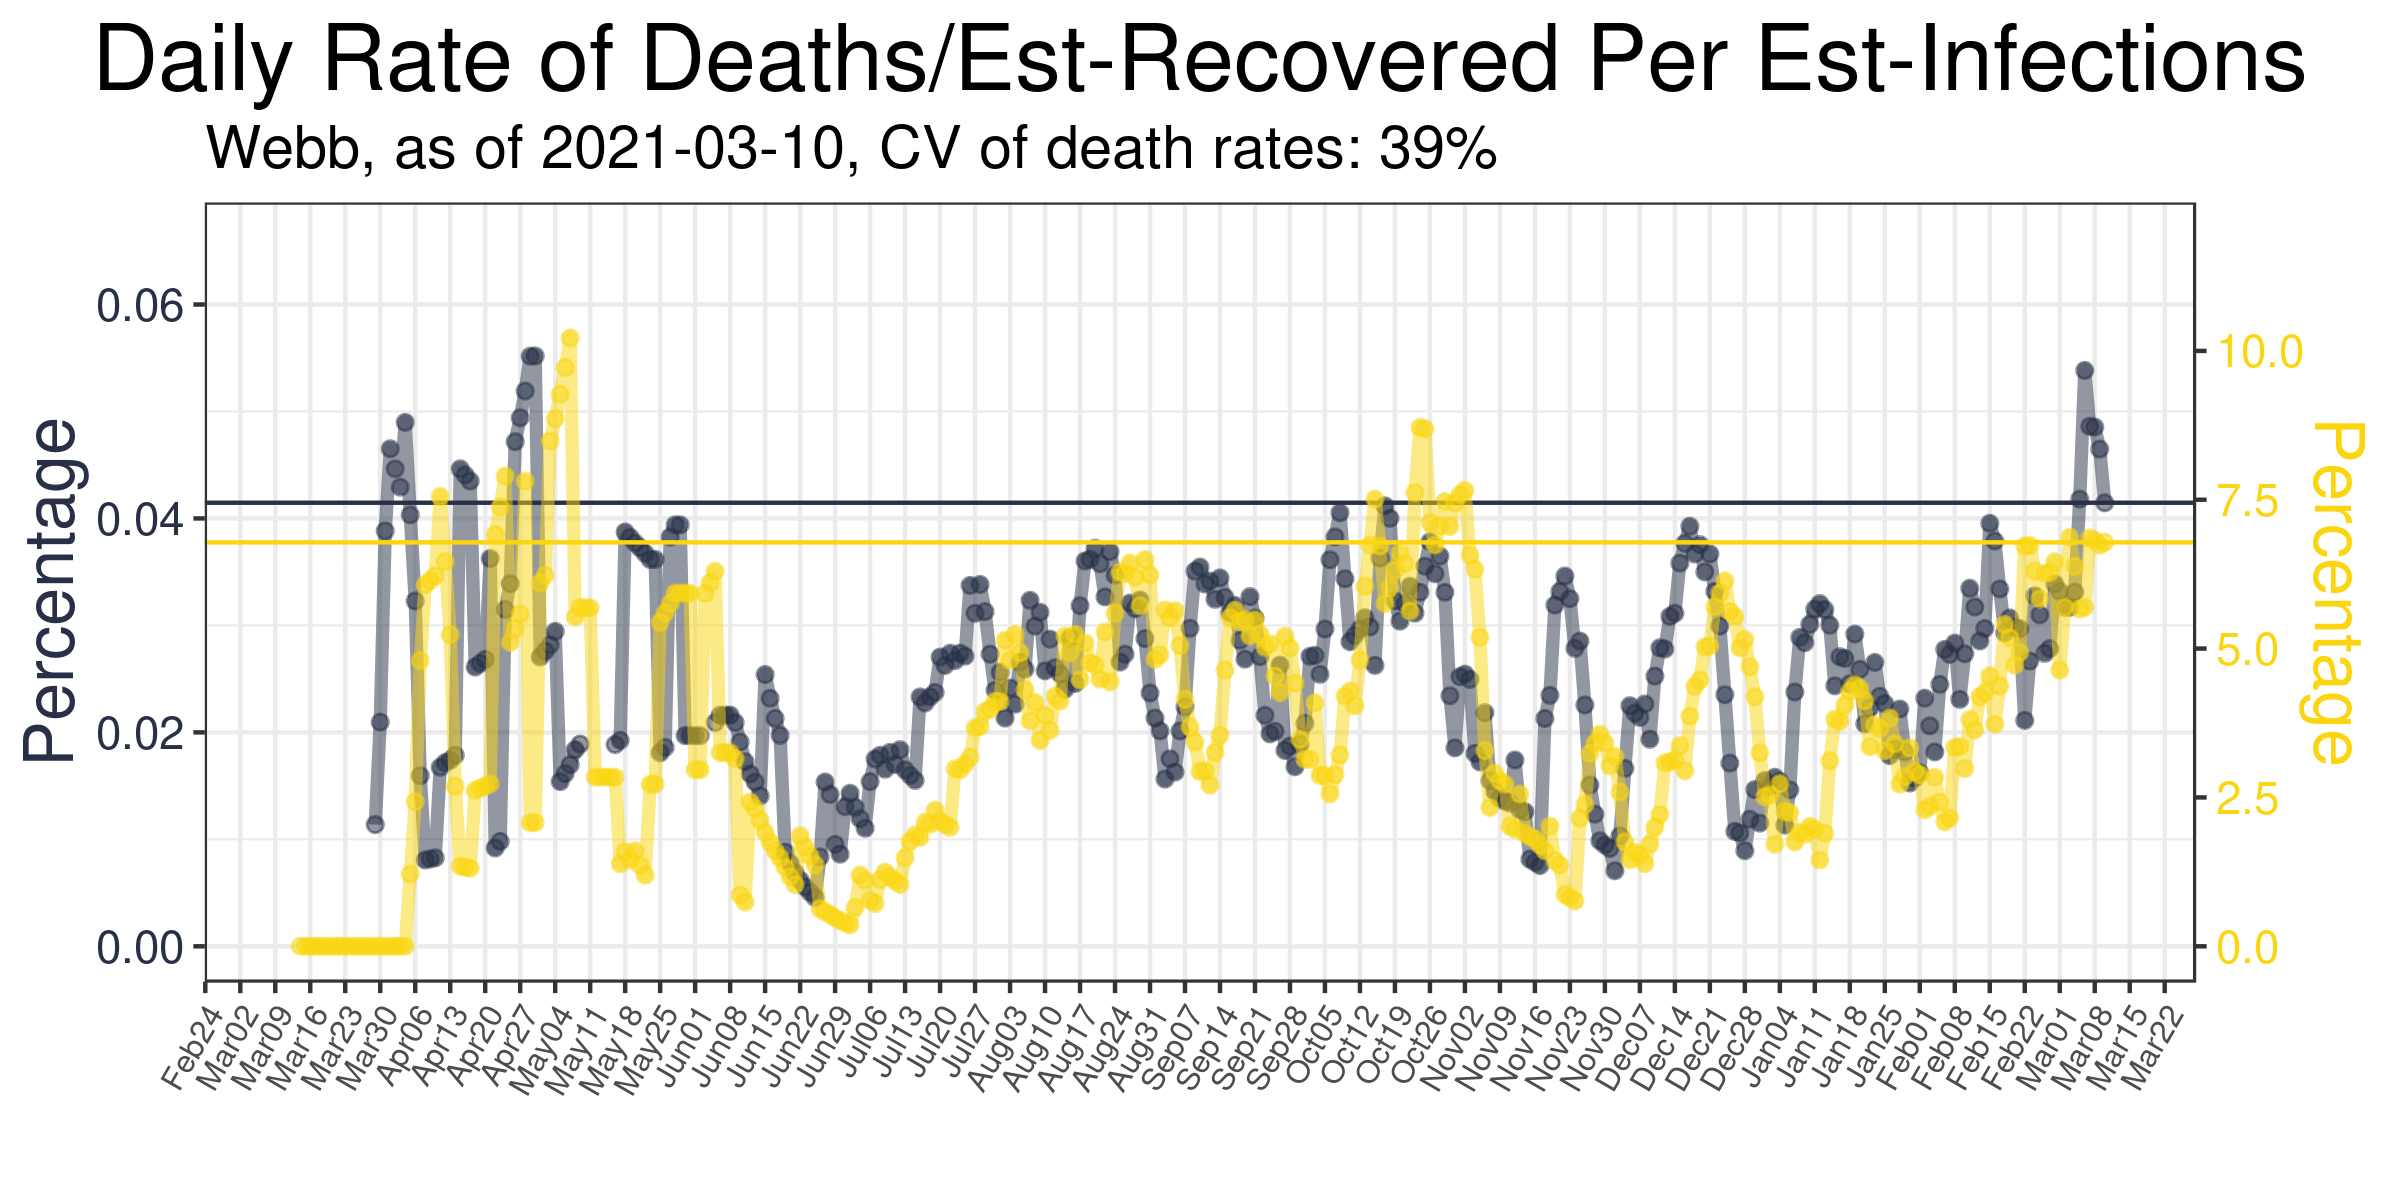 Daily Rate of Deaths/Est-Recovered Per Est-Infections
Webb, as of 2021-03-10, CV of death rates: 39%
Percentage
0.06
0.04
0.02
0.00
10.0
7.5
5.0
2.5
0.0
Percentage
Feb24
Mar02
Mar09
Mar16
Mar23
Mar30
Apr06
Apr13
Apr20
Apr27
May04
May11
May18
May25
Jun01
Jun08
Jun15
Jun22
Jun29
Jul06
Jul13
Jul20
Jul27
Aug03
Aug10
Aug17
Aug24
Aug31
Sep07
Sep14
Sep21
Sep28
Oct05
Oct12
Oct19
Oct26
Nov02
Nov09
Nov16
Nov23
Nov30
Dec07
Dec14
Dec21
Dec28
Jan04
Jan11
Jan18
Jan25
Feb01
Feb08
Feb15
Feb22
Mar01
Mar08
Mar15
Mar22